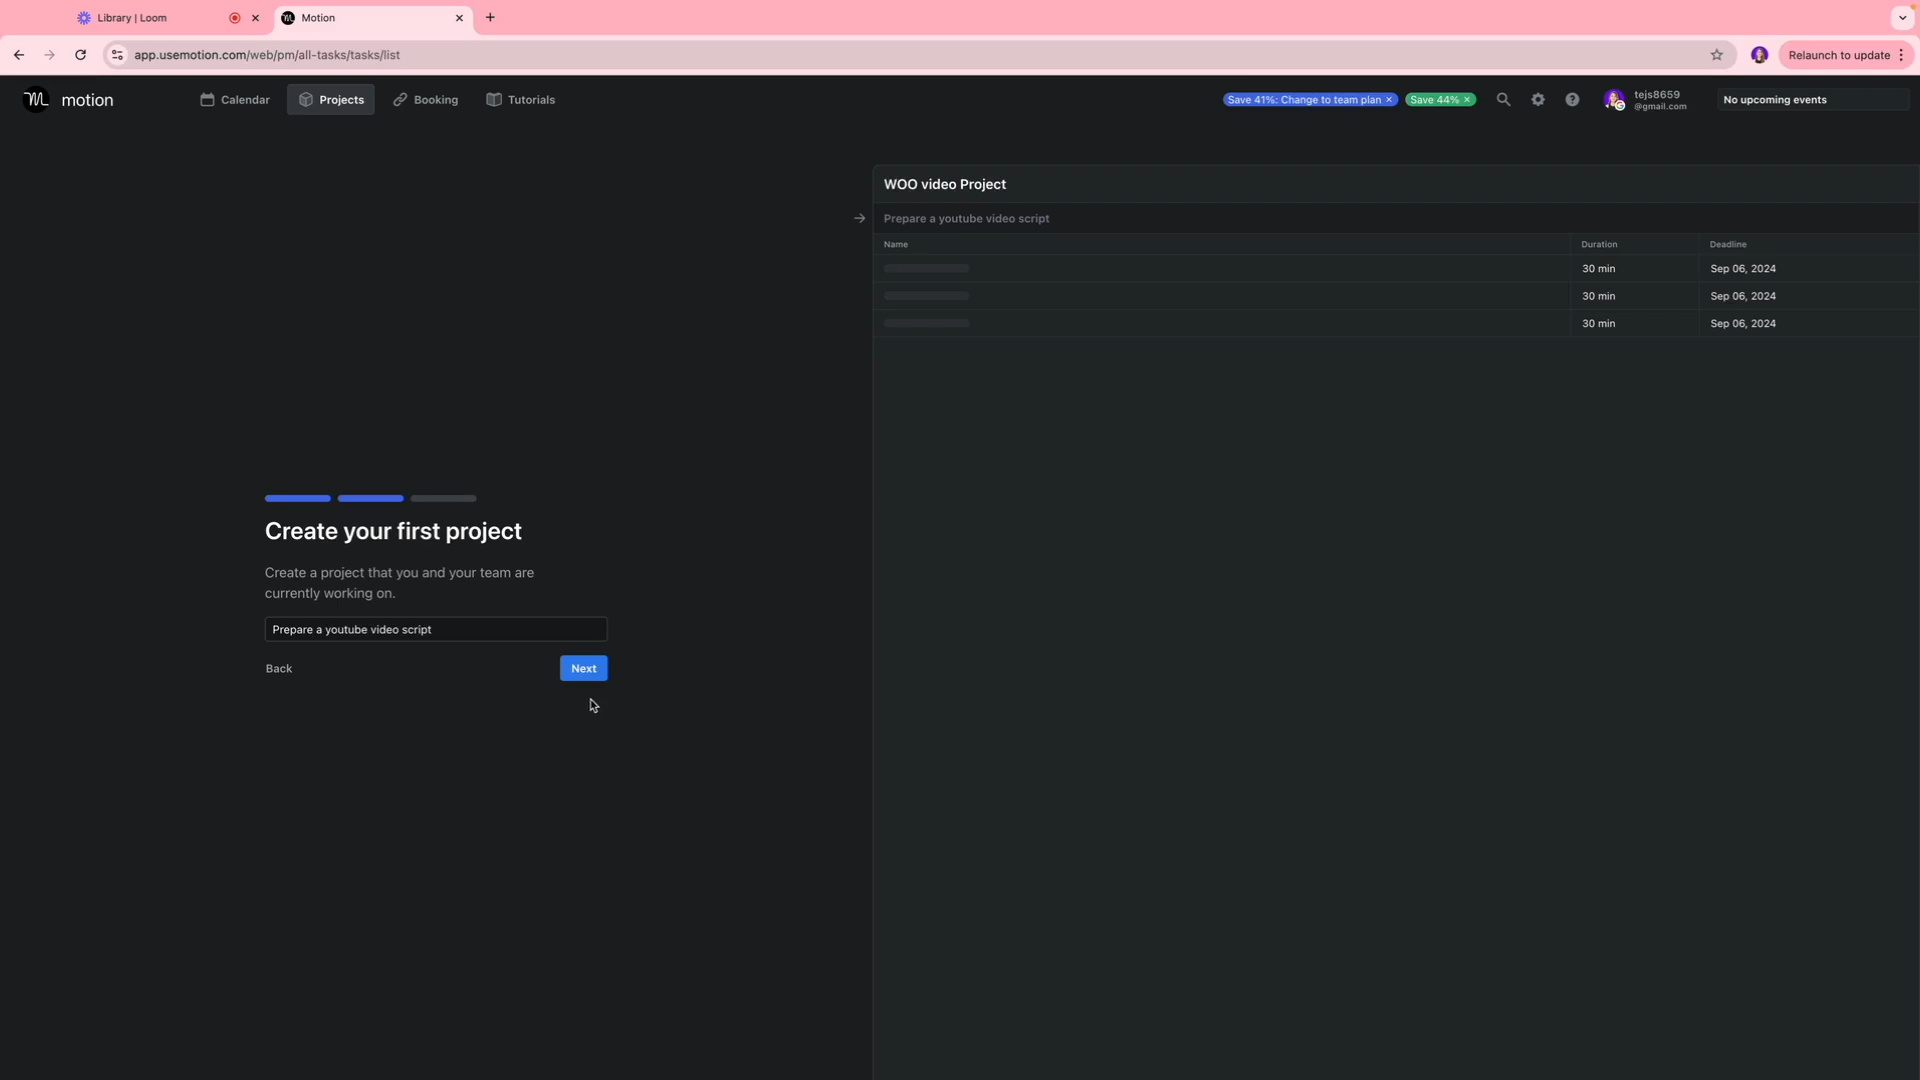 Library | Loom
Motion
app.usemotion.com/web/pm/all-tasks/tasks/list
Relaunch to update
motion
Calendar
Projects
Booking
Tutorials
Save 41%: Change to team plan ×
Save 44% ×
tejs8659
@gmail.com
No upcoming events
WOO video Project
Prepare a youtube video script
Name
Duration
Deadline
30 min
Sep 06, 2024
30 min
Sep 06, 2024
30 min
Sep 06, 2024
Create your first project
Create a project that you and your team are
currently working on.
Prepare a youtube video script
Back
Next